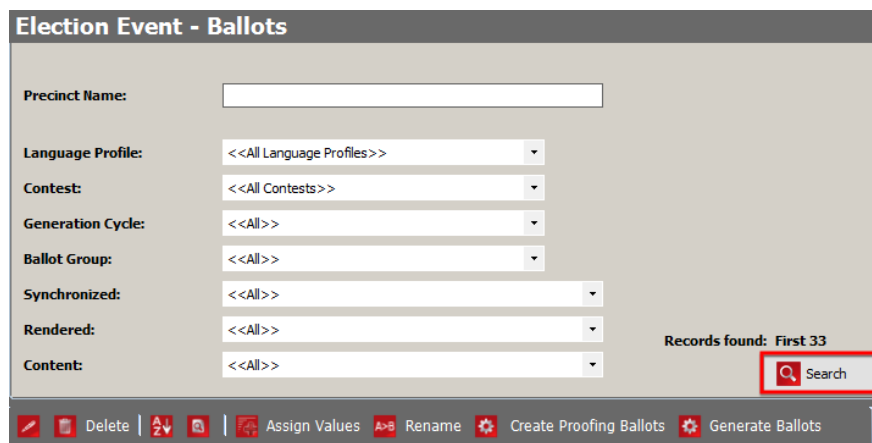 Election Event - Ballots
Precinct Name:
Language Profile: <<All Language Profiles>>
Contest: <<All Contests>>
Generation Cycle: <<All>>
Ballot Group: <<All>>
Synchronized: <<All>>
Rendered: <<All>>
Records found: First 33
Content: <<All>>
Search
Delete A Z Assign Values A>B Rename Create Proofing Ballots Generate Ballots